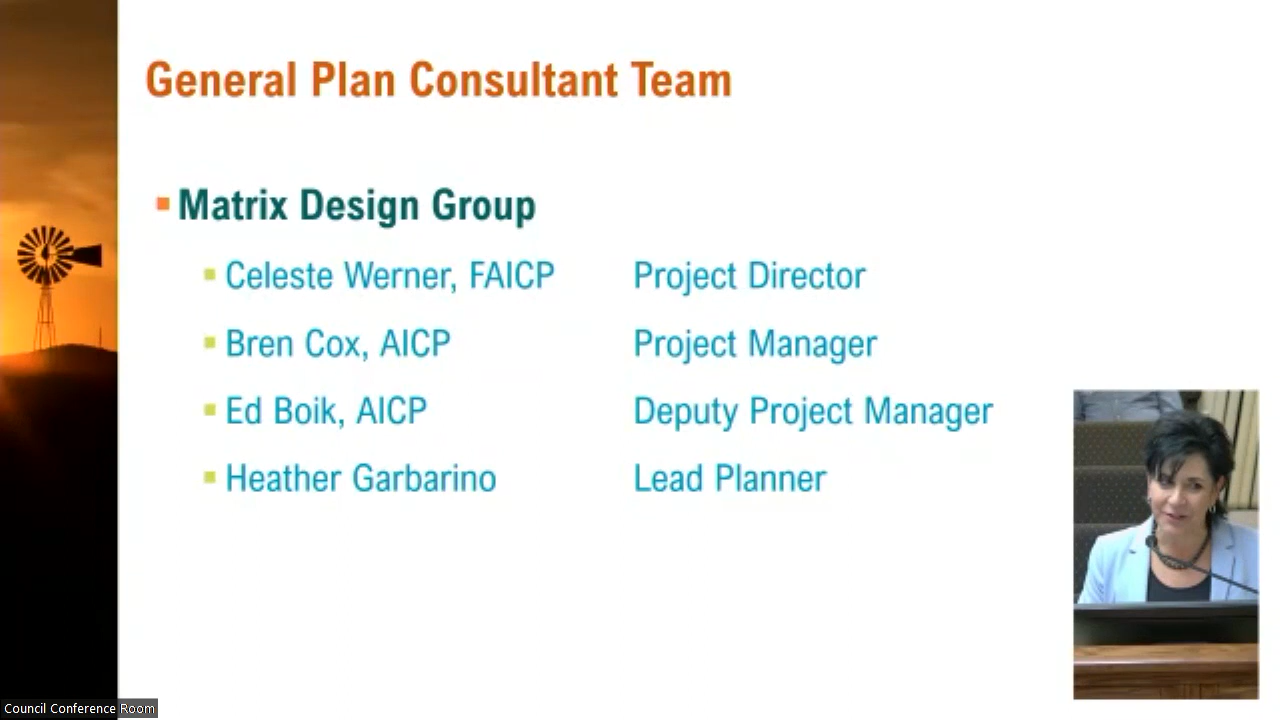 General Plan Consultant Team
Matrix Design Group
Celeste Werner, FAICP Project Director
Bren Cox, AICP Project Manager
Ed Boik, AICP Deputy Project Manager
Heather Garbarino Lead Planner
Council Conference Room